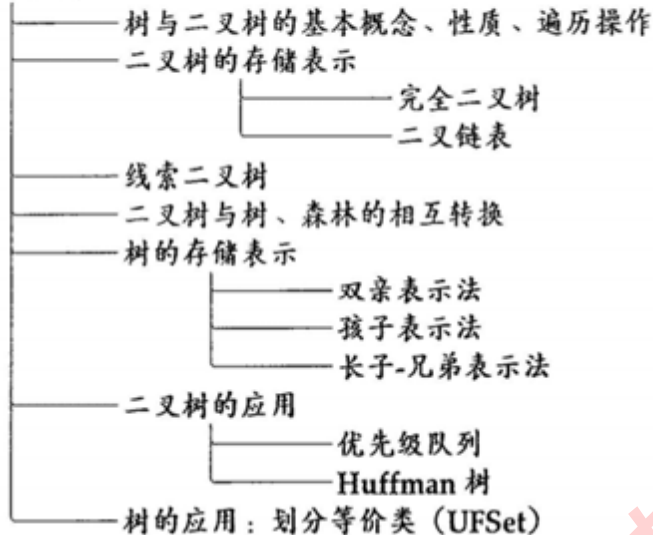 树与二叉树的基本概念、性质、遍历操作
二叉树的存储表示
完全二叉树
二叉链表
线索二叉树
二叉树与树、森林的相互转换
树的存储表示
双亲表示法
孩子表示法
长子-兄弟表示法
二叉树的应用
优先级队列
Huffman 树
树的应用：划分等价类（UFSet）